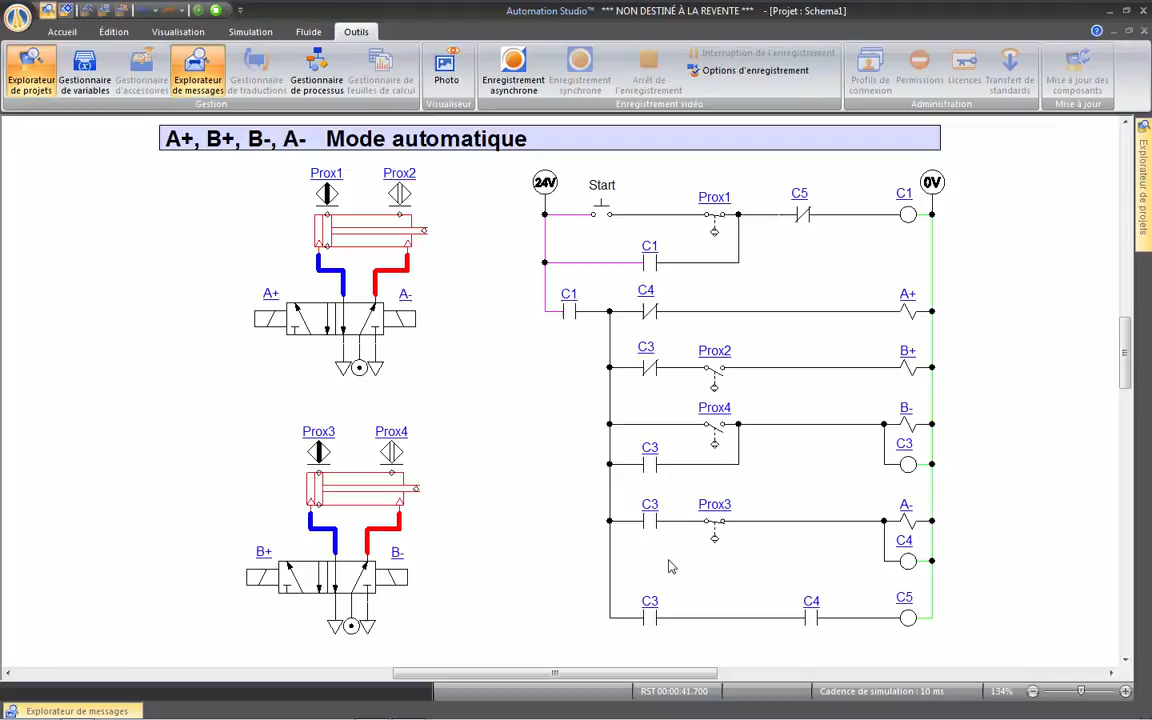 Automation Studio™ *** NON DESTINÉ À LA REVENTE *** - [Projet : Schema1]
Accueil Édition Visualisation Simulation Fluide Outils
Explorateur de projets
Gestionnaire de variables
Gestionnaire d'accessoires
Explorateur de messages
Gestionnaire de traductions
Gestionnaire de processus
Gestionnaire de feuilles de calcul
Photo
Enregistrement asynchrone
Enregistrement synchrone
Arrêt de l'enregistrement
Interruption de l'enregistrement
Options d'enregistrement
Profils de connexion
Permissions
Licences
Transfert de standards
Mise à jour des composants
Gestion Visualiseur Enregistrement vidéo Administration Mise à jour
A+, B+, B-, A- Mode automatique
Prox1 Prox2
A+ A-
Prox3 Prox4
B+ B-
24V Start Prox1 C5 C1 0V
C1
C1 C4 A+
C3 Prox2 B+
Prox4 B-
C3 C3
C3 Prox3 A-
C4
C3 C4 C5
Explorateur de projets
RST 00:00:41.700 Cadence de simulation : 10 ms 134%
Explorateur de messages